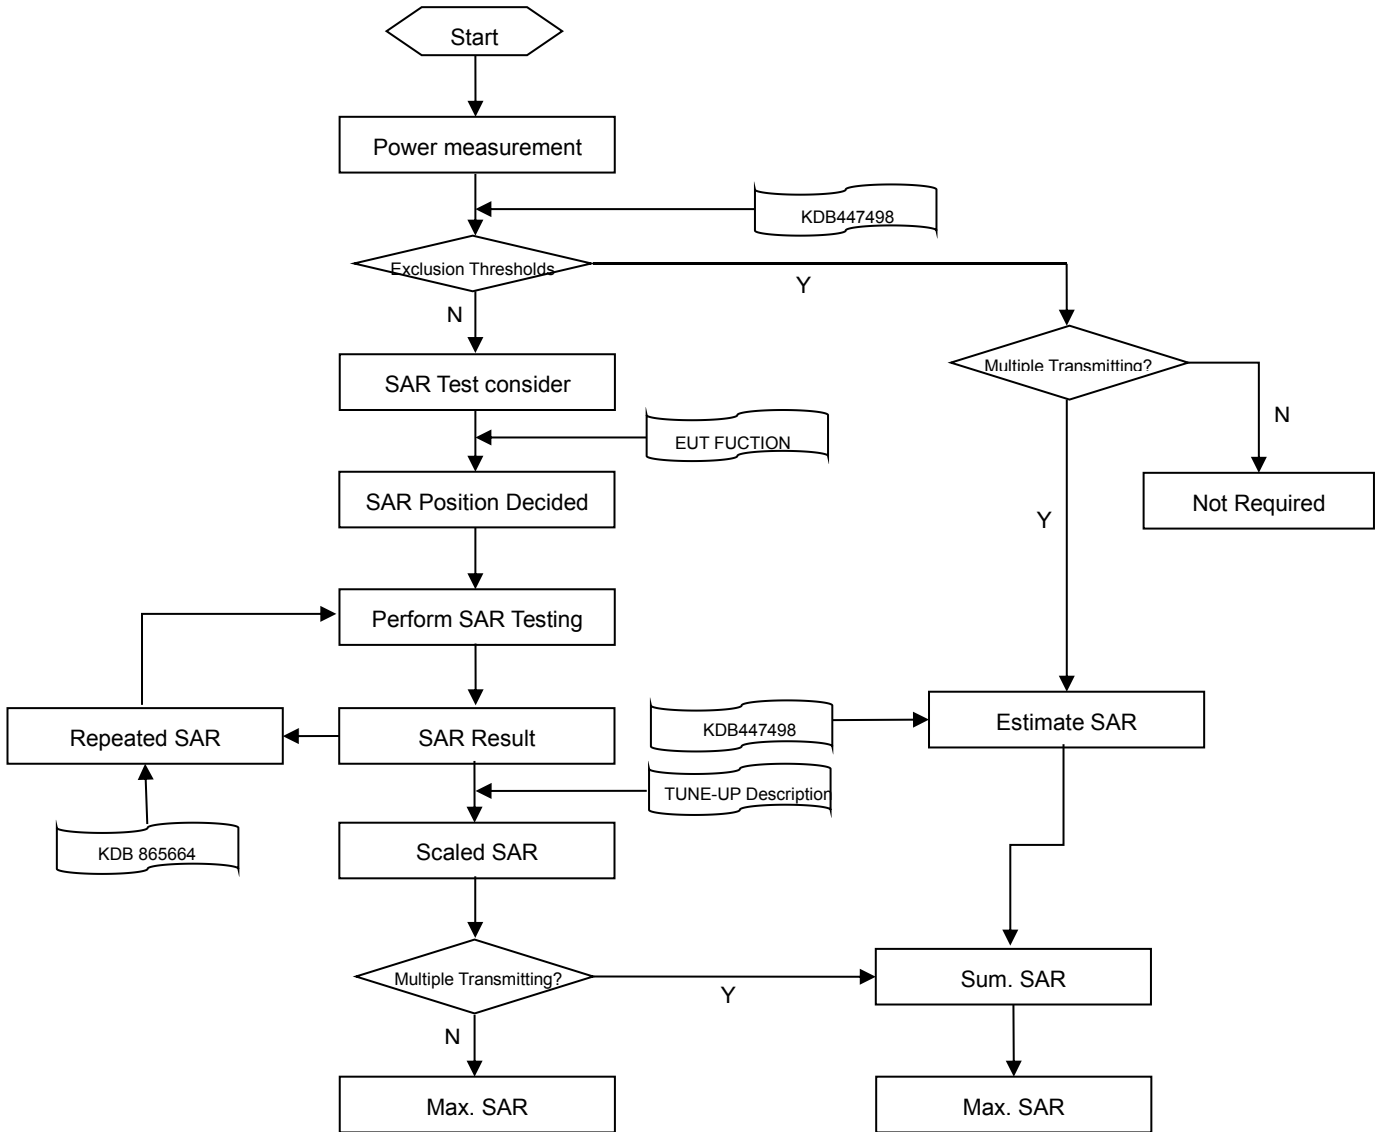 Start
Power measurement
KDB447498
Exclusion Thresholds
Y
N
Multiple Transmitting?
SAR Test consider
N
EUT FUCTION
SAR Position Decided
Not Required
Y
Perform SAR Testing
Repeated SAR
SAR Result
KDB447498
Estimate SAR
TUNE-UP Description
KDB 865664
Scaled SAR
Multiple Transmitting?
Y
Sum. SAR
N
Max. SAR
Max. SAR